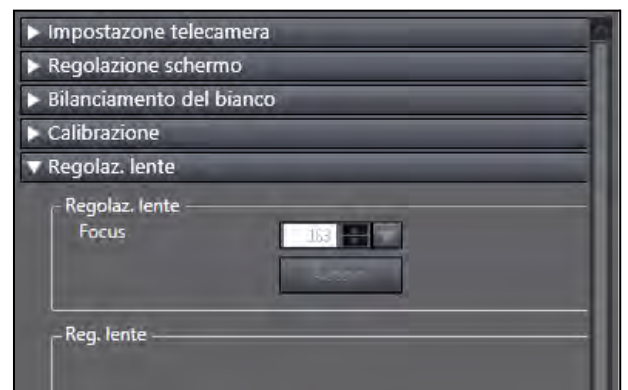 Impostazone telecamera
Regolazione schermo
Bilanciamento del bianco
Calibrazione
Regolaz. lente
Regolaz. lente
Focus 163
Reg. lente